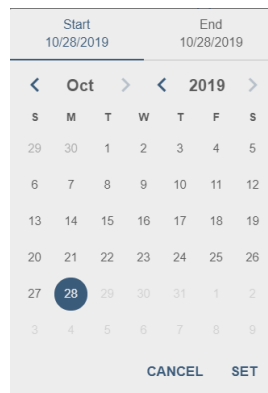 Start End
10/28/2019 10/28/2019
< Oct > < 2019 >
S M T W T F S
29 30 1 2 3 4 5
6 7 8 9 10 11 12
13 14 15 16 17 18 19
20 21 22 23 24 25 26
27 28 29 30 31 1 2
3 4 5 6 7 8 9
CANCEL SET